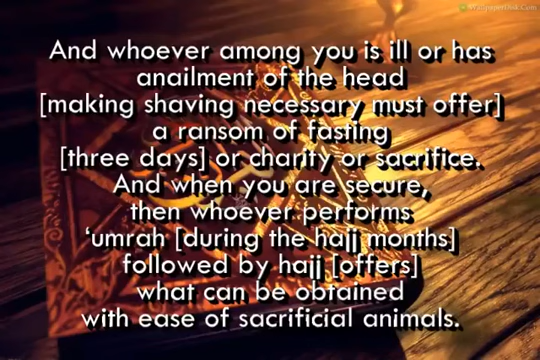 WallpaperDisk.Com
And whoever among you is ill or has
anailment of the head
[making shaving necessary must offer]
a ransom of fasting
[three days] or charity or sacrifice.
And when you are secure,
then whoever performs
‘umrah [during the hajj months]
followed by hajj [offers]
what can be obtained
with ease of sacrificial animals.